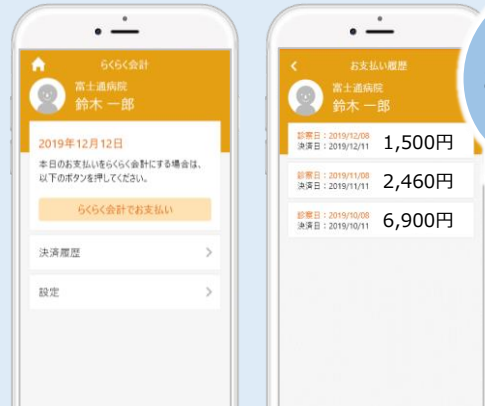 らくらく会計
富士通病院
鈴木 一郎
2019年12月12日
本日のお支払いをらくらく会計にする場合は、
以下のボタンを押してください。
らくらく会計でお支払い
決済履歴
設定
お支払い履歴
富士通病院
鈴木 一郎
診察日：2019/12/08
決済日：2019/12/11
1,500円
診察日：2019/11/08
決済日：2019/11/11
2,460円
診察日：2019/10/08
決済日：2019/10/11
6,900円